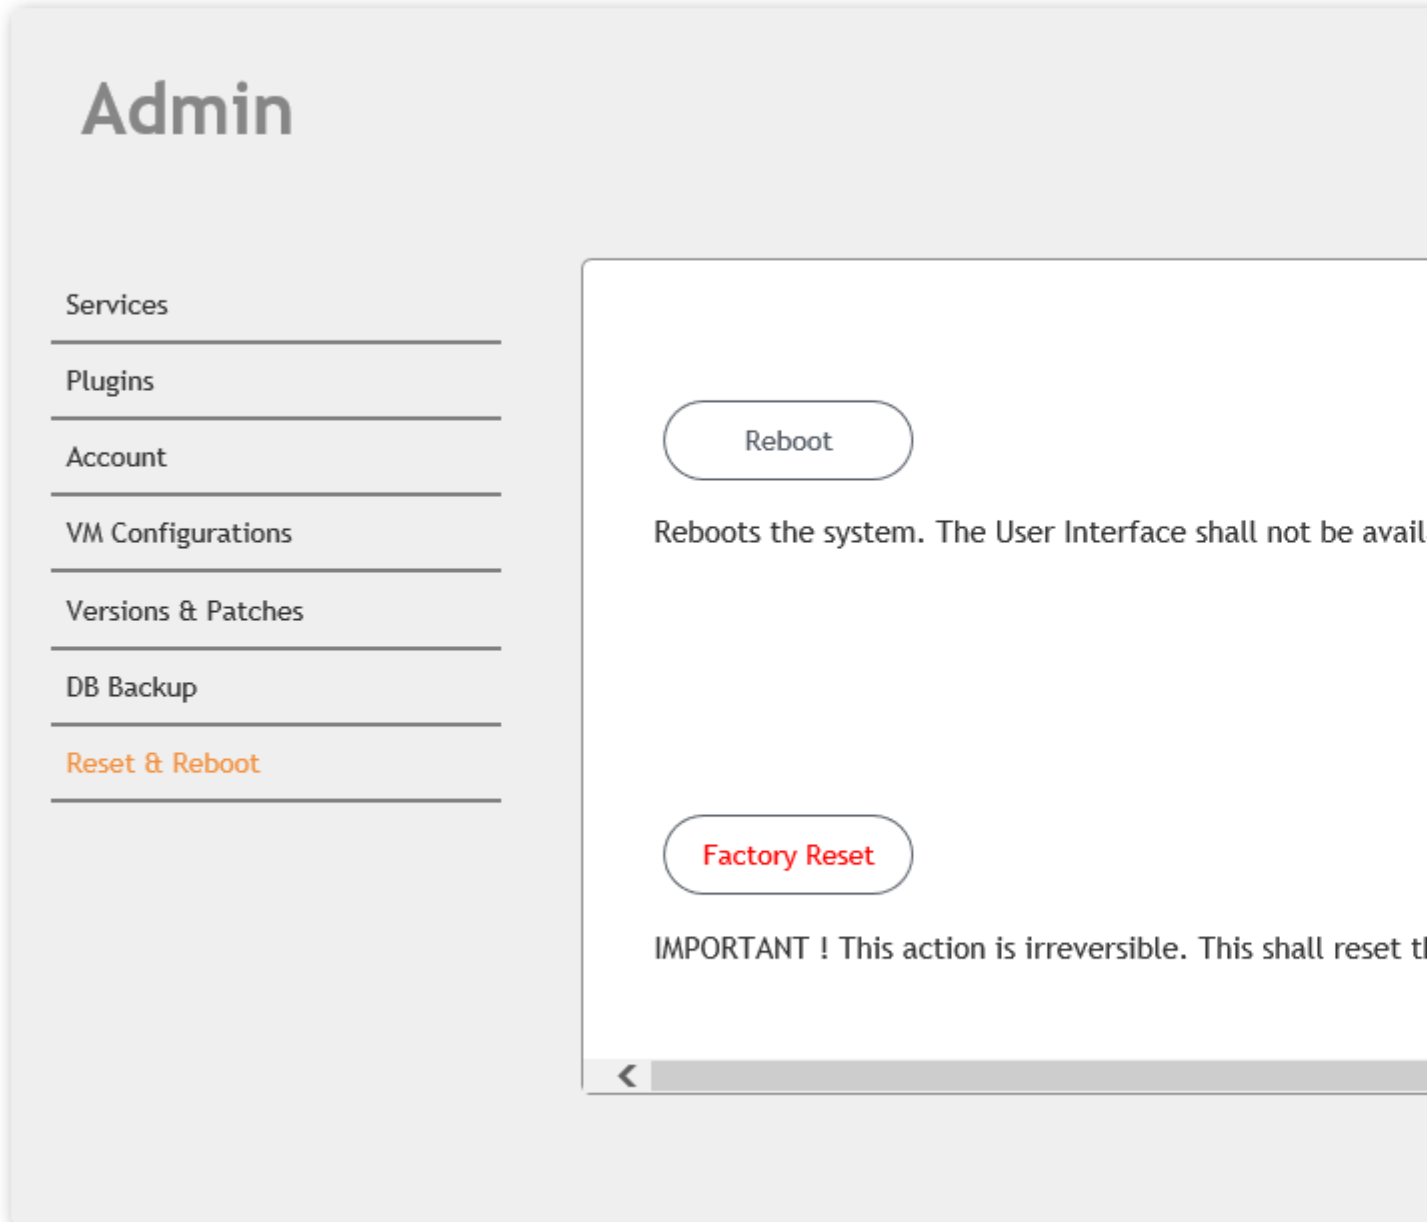 Admin
Services
Plugins
Account
VM Configurations
Versions & Patches
DB Backup
Reset & Reboot
Reboot
Reboots the system. The User Interface shall not be
Factory Reset
IMPORTANT ! This action is irreversible. This shall reset